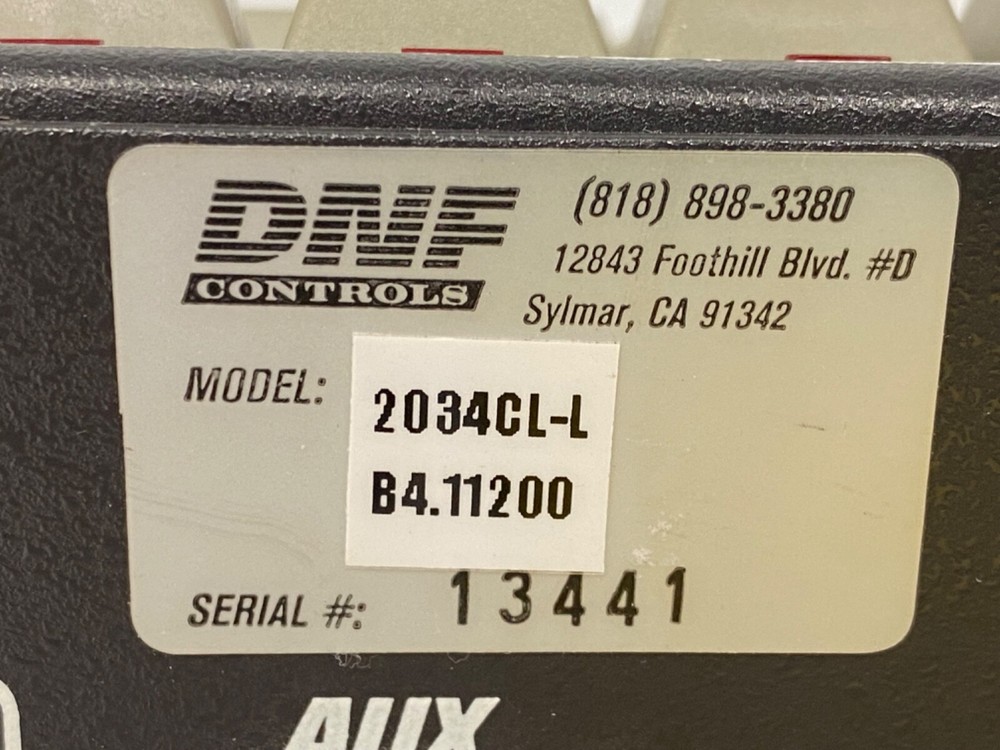 DNF
CONTROLS
(818) 898-3380
12843 Foothill Blvd. #D
Sylmar, CA 91342
MODEL:
2034CL-L
B4.11200
SERIAL #: 13441
AUX